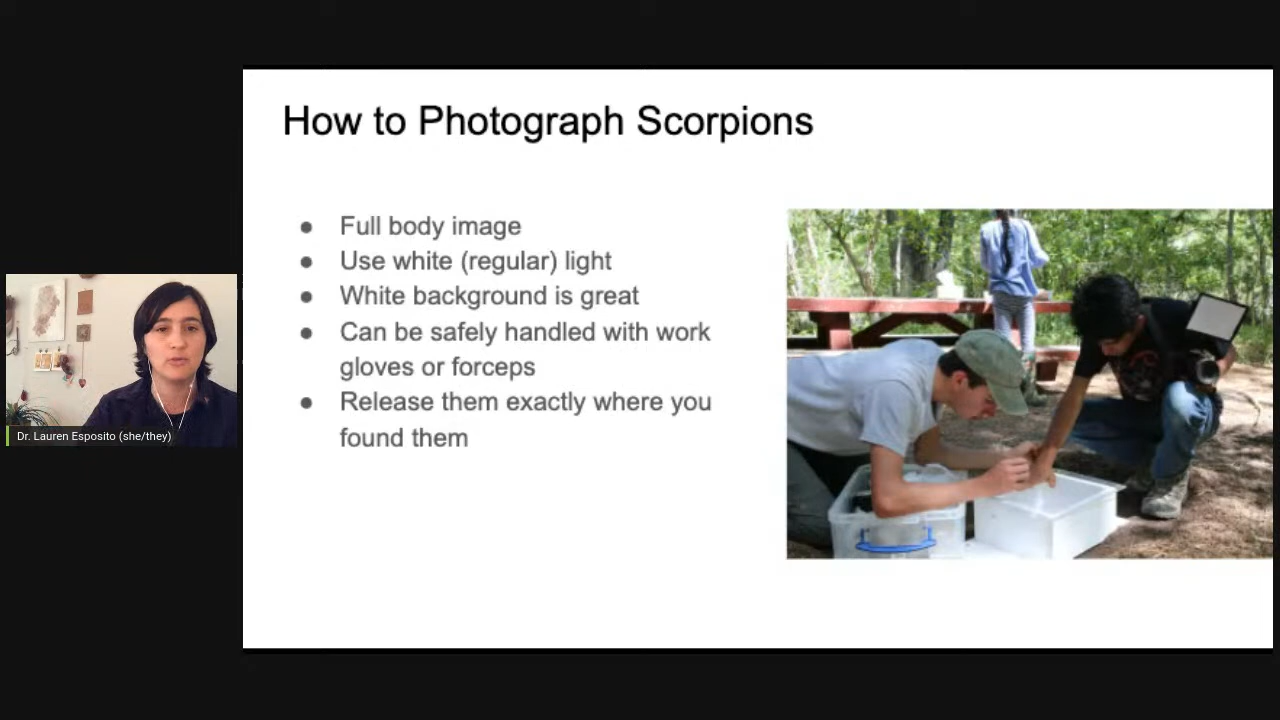 How to Photograph Scorpions
● Full body image
● Use white (regular) light
● White background is great
● Can be safely handled with work
gloves or forceps
● Release them exactly where you
found them
Dr. Lauren Esposito (she/they)